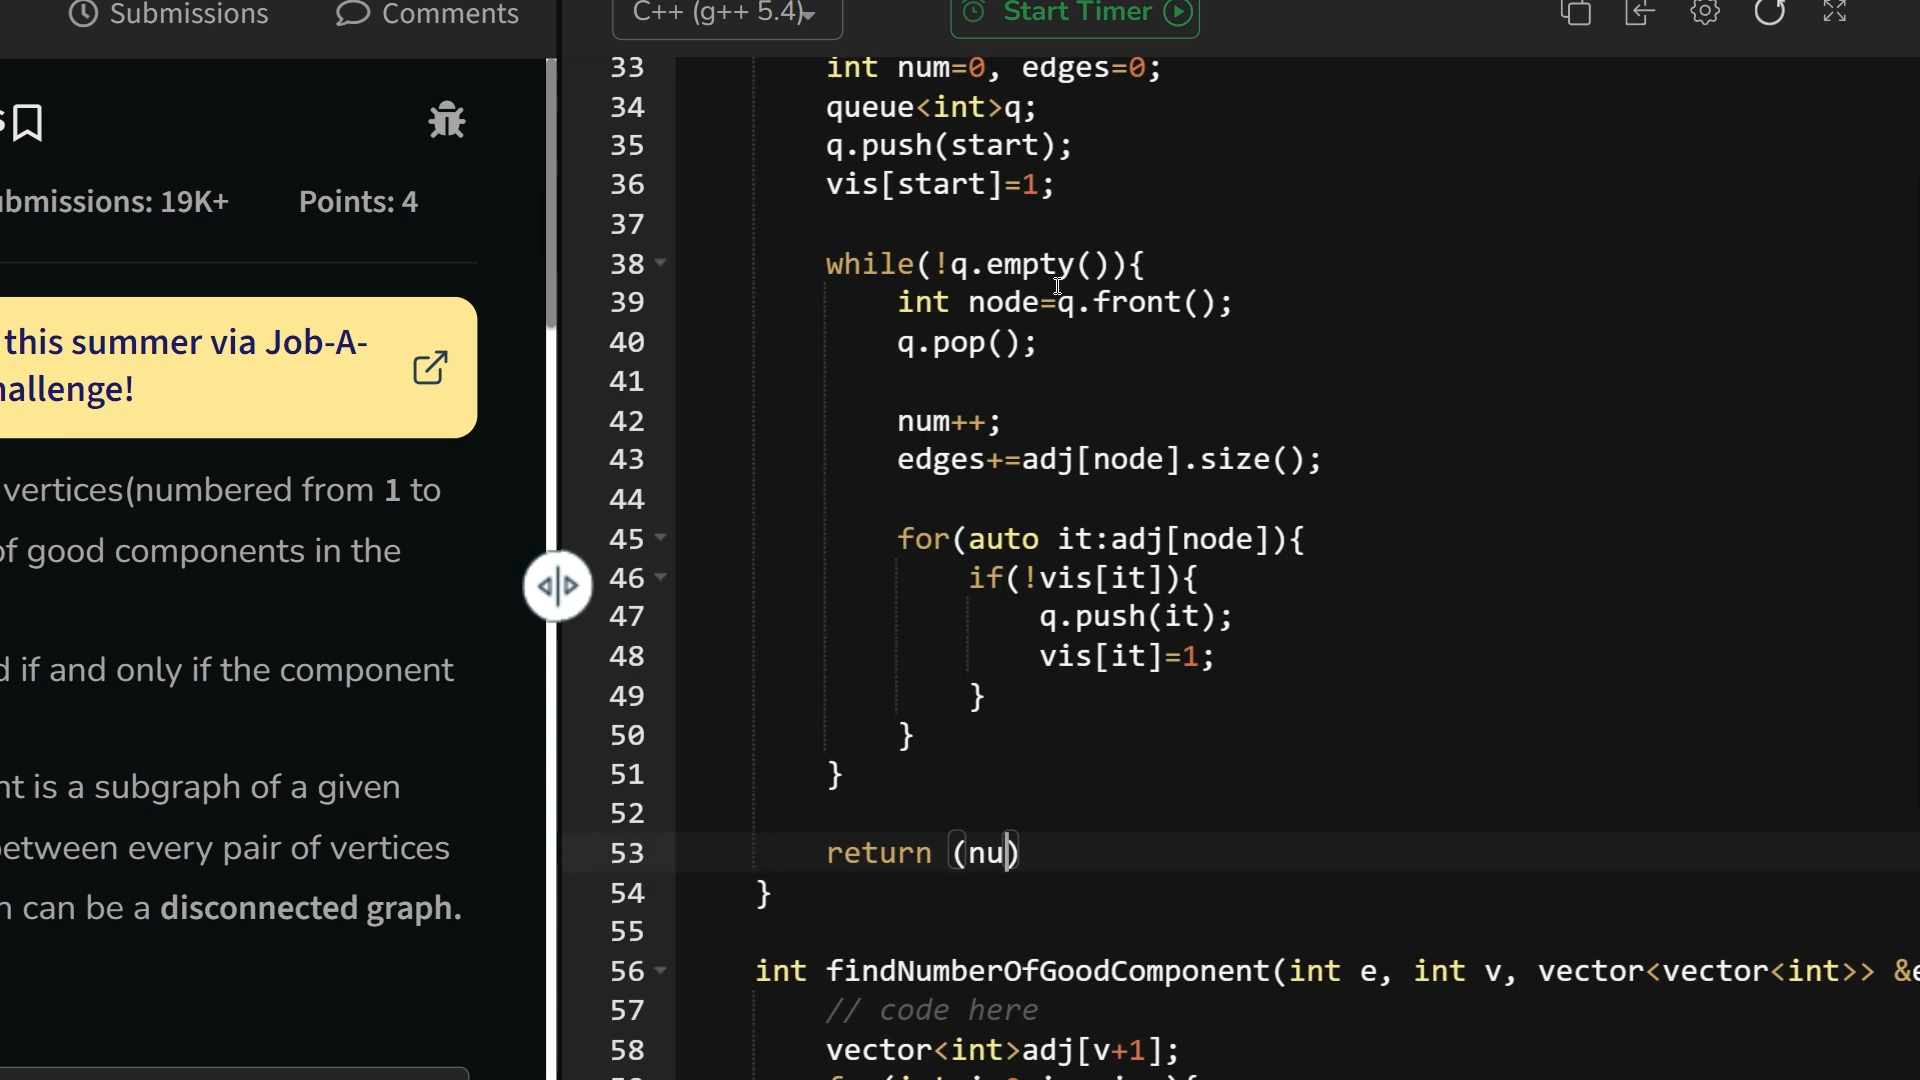 Submissions
Comments
C++ (g++ 5.4)
Start Timer
s
ubmissions: 19K+
Points: 4
this summer via Job-A-
hallenge!
vertices(numbered from 1 to
of good components in the
d if and only if the component
nt is a subgraph of a given
between every pair of vertices
h can be a disconnected graph.
33 int num=0, edges=0;
34 queue<int>q;
35 q.push(start);
36 vis[start]=1;
37
38 while(!q.empty()){
39 int node=q.front();
40 q.pop();
41
42 num++;
43 edges+=adj[node].size();
44
45 for(auto it:adj[node]){
46 if(!vis[it]){
47 q.push(it);
48 vis[it]=1;
49 }
50 }
51 }
52
53 return (nu)
54 }
55
56 int findNumberOfGoodComponent(int e, int v, vector<vector<int>> &e
57 // code here
58 vector<int>adj[v+1];